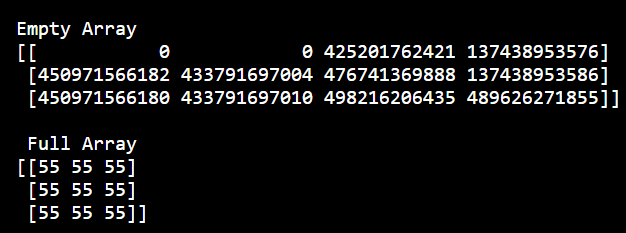 Empty Array
[[           0            0 425201762421 137438953576]
 [450971566182 433791697004 476741369888 137438953586]
 [450971566180 433791697010 498216206435 489626271855]]
 Full Array
[[55 55 55]
 [55 55 55]
 [55 55 55]]